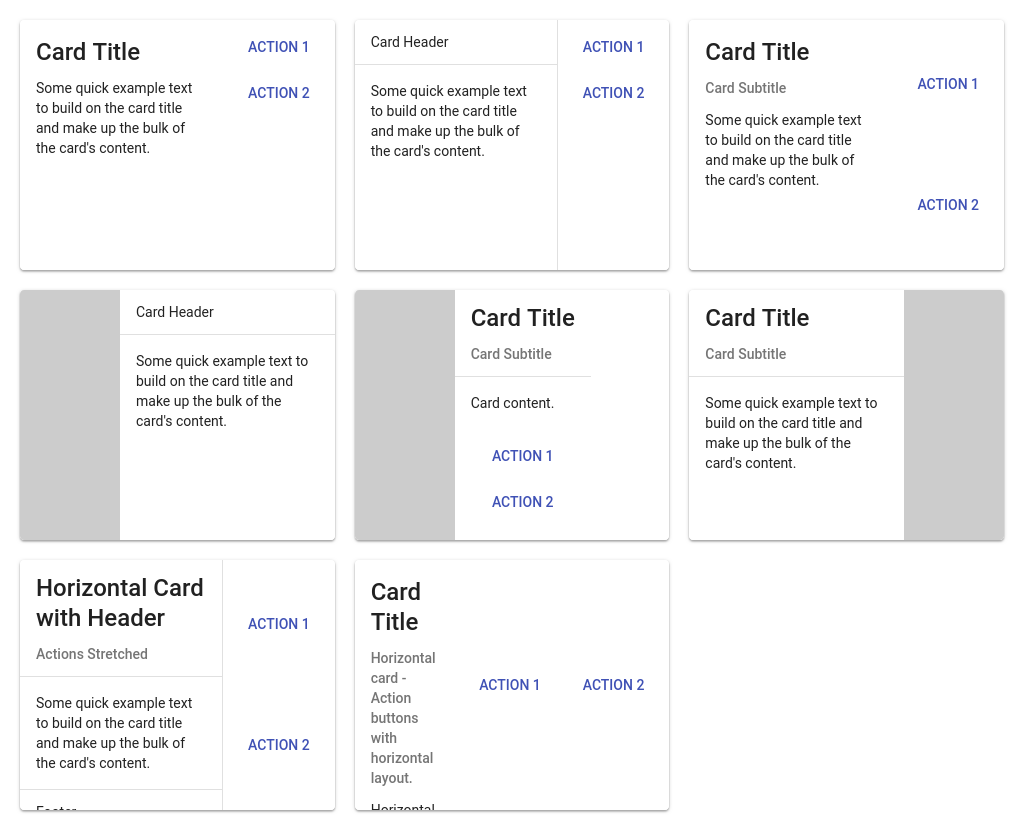 Card Title
Some quick example text
to build on the card title
and make up the bulk of
the card's content.
ACTION 1
ACTION 2
Card Header
Some quick example text
to build on the card title
and make up the bulk of
the card's content.
ACTION 1
ACTION 2
Card Title
Card Subtitle
Some quick example text
to build on the card title
and make up the bulk of
the card's content.
ACTION 1
ACTION 2
Card Header
Some quick example text to
build on the card title and
make up the bulk of the
card's content.
Card Title
Card Subtitle
Card content.
ACTION 1
ACTION 2
Card Title
Card Subtitle
Some quick example text to
build on the card title and
make up the bulk of the
card's content.
Horizontal Card
with Header
Actions Stretched
Some quick example text
to build on the card title
and make up the bulk of
the card's content.
Footer
ACTION 1
ACTION 2
Card
Title
Horizontal
card -
Action
buttons
with
horizontal
layout.
Horizontal
ACTION 1
ACTION 2